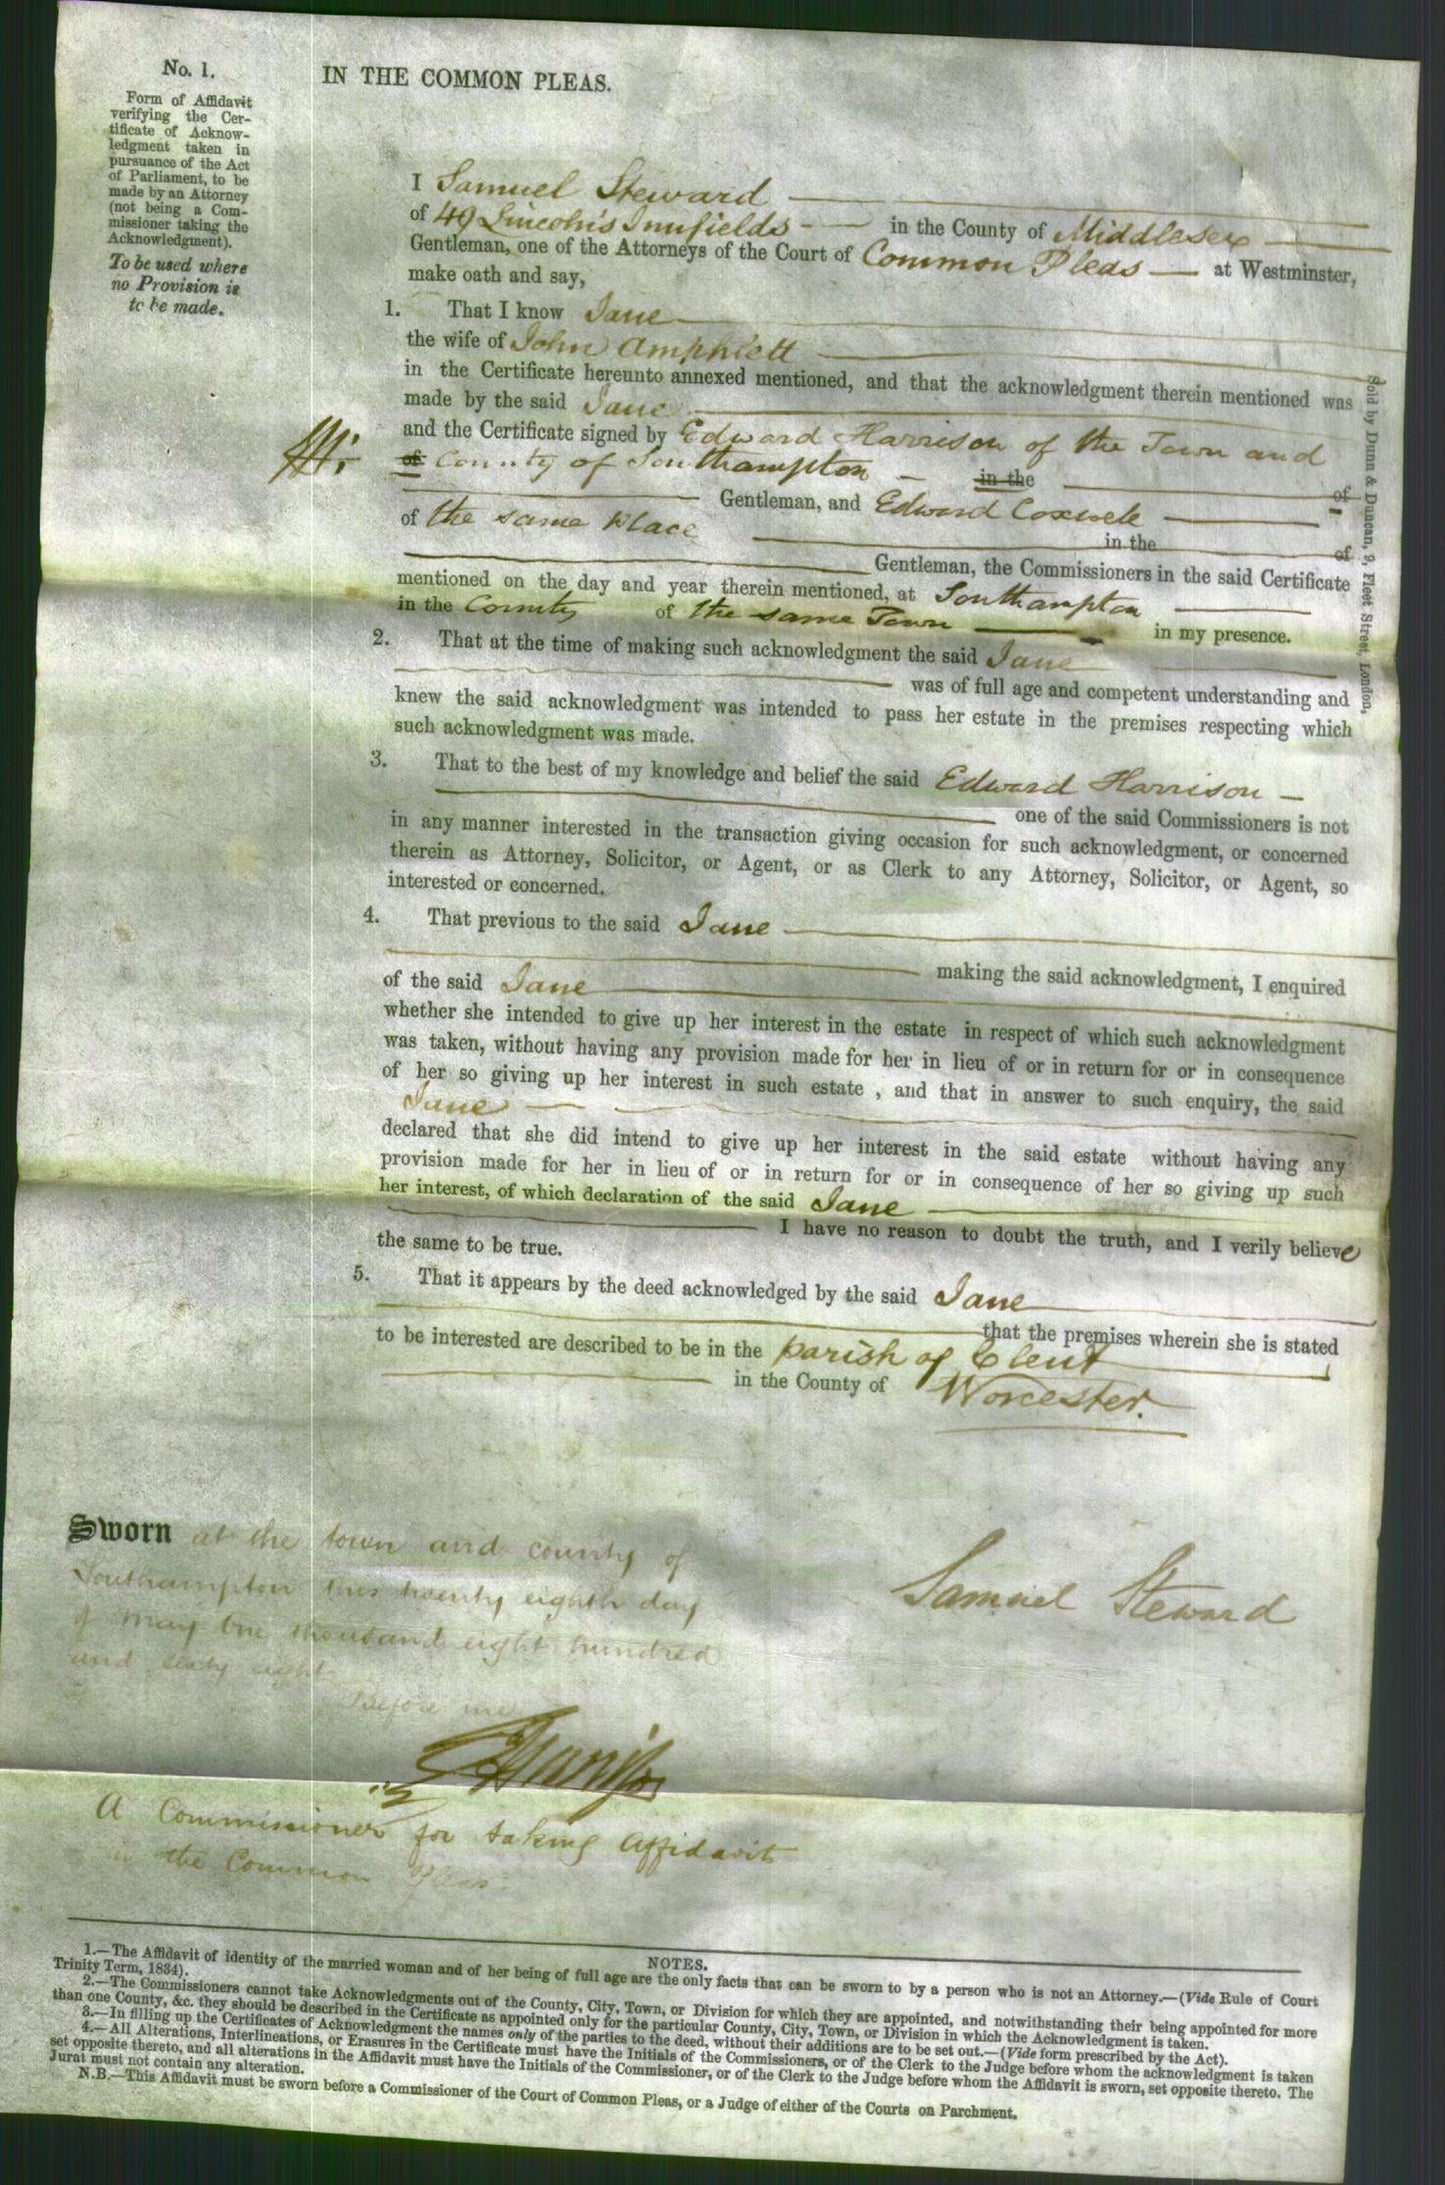 No. 1.
Form of Affidavit
verifying the Cer-
tificate of Acknow-
ledgment taken in
pursuance of the Act
of Parliament, to be
made by an Attorney
(not being a Com-
missioner taking the
Acknowledgment).
To be used where
no Provision is
to be made.
IN THE COMMON PLEAS.
I Samuel Steward
of 49 Lincoln's Innfields in the County of Middlesex
Gentleman, one of the Attorneys of the Court of Common Pleas at Westminster,
make oath and say,
1. That I know Jane
the wife of John Amphlett
in the Certificate hereunto annexed mentioned, and that the acknowledgment therein mentioned was
made by the said Jane
and the Certificate signed by Edward Harrison of the Town and
of County of Southampton in the of
Gentleman, and Edward Coxwell
of the same place in the of
Gentleman, the Commissioners in the said Certificate
mentioned on the day and year therein mentioned, at Southampton
in the County of the same Town in my presence.
2. That at the time of making such acknowledgment the said Jane
was of full age and competent understanding and
knew the said acknowledgment was intended to pass her estate in the premises respecting which
such acknowledgment was made.
3. That to the best of my knowledge and belief the said Edward Harrison
one of the said Commissioners is not
in any manner interested in the transaction giving occasion for such acknowledgment, or concerned
therein as Attorney, Solicitor, or Agent, or as Clerk to any Attorney, Solicitor, or Agent, so
interested or concerned.
4. That previous to the said Jane
making the said acknowledgment, I enquired
of the said Jane
whether she intended to give up her interest in the estate in respect of which such acknowledgment
was taken, without having any provision made for her in lieu of or in return for or in consequence
of her so giving up her interest in such estate, and that in answer to such enquiry, the said
Jane
declared that she did intend to give up her interest in the said estate without having any
provision made for her in lieu of or in return for or in consequence of her so giving up such
her interest, of which declaration of the said Jane
I have no reason to doubt the truth, and I verily believe
the same to be true.
5. That it appears by the deed acknowledged by the said Jane
that the premises wherein she is stated
to be interested are described to be in the parish of Clent
in the County of Worcester.
Sworn at the town and county of
Southampton this twenty eighth day
of May One thousand eight hundred
and sixty eight
Before me
Samuel Steward
E Harrison
A Commissioner for taking affidavits
in the Common Pleas.
Sold by Dunn & Duncan, 9, Fleet Street, London,
NOTES.
1.—The Affidavit of identity of the married woman and of her being of full age are the only facts that can be sworn to by a person who is not an Attorney.—(Vide Rule of Court
Trinity Term, 1834).
2.—The Commissioners cannot take Acknowledgments out of the County, City, Town, or Division for which they are appointed, and notwithstanding their being appointed for more
than one County, &c. they should be described in the Certificate as appointed only for the particular County, City, Town, or Division in which the Acknowledgment is taken.
3.—In filling up the Certificates of Acknowledgment the names only of the parties to the deed, without their additions are to be set out.—(Vide form prescribed by the Act).
4.—All Alterations, Interlineations, or Erasures in the Certificate must have the Initials of the Commissioners, or of the Clerk to the Judge before whom the acknowledgment is taken
set opposite thereto, and all alterations in the Affidavit must have the Initials of the Commissioner, or of the Clerk to the Judge before whom the Affidavit is sworn, set opposite thereto. The
Jurat must not contain any alteration.
N.B.—This Affidavit must be sworn before a Commissioner of the Court of Common Pleas, or a Judge of either of the Courts on Parchment.